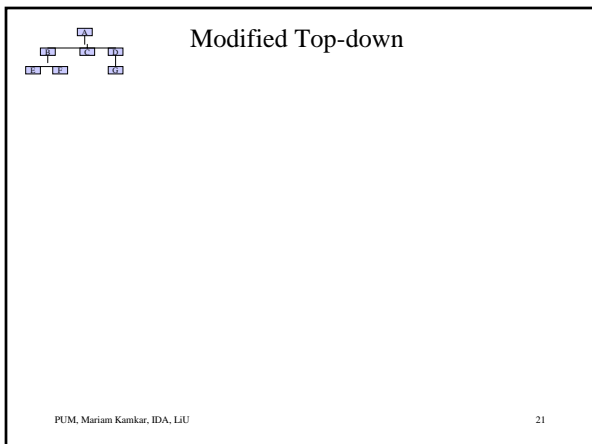 Modified Top-down
A
B C D
E F G
PUM, Mariam Kamkar, IDA, LiU 21